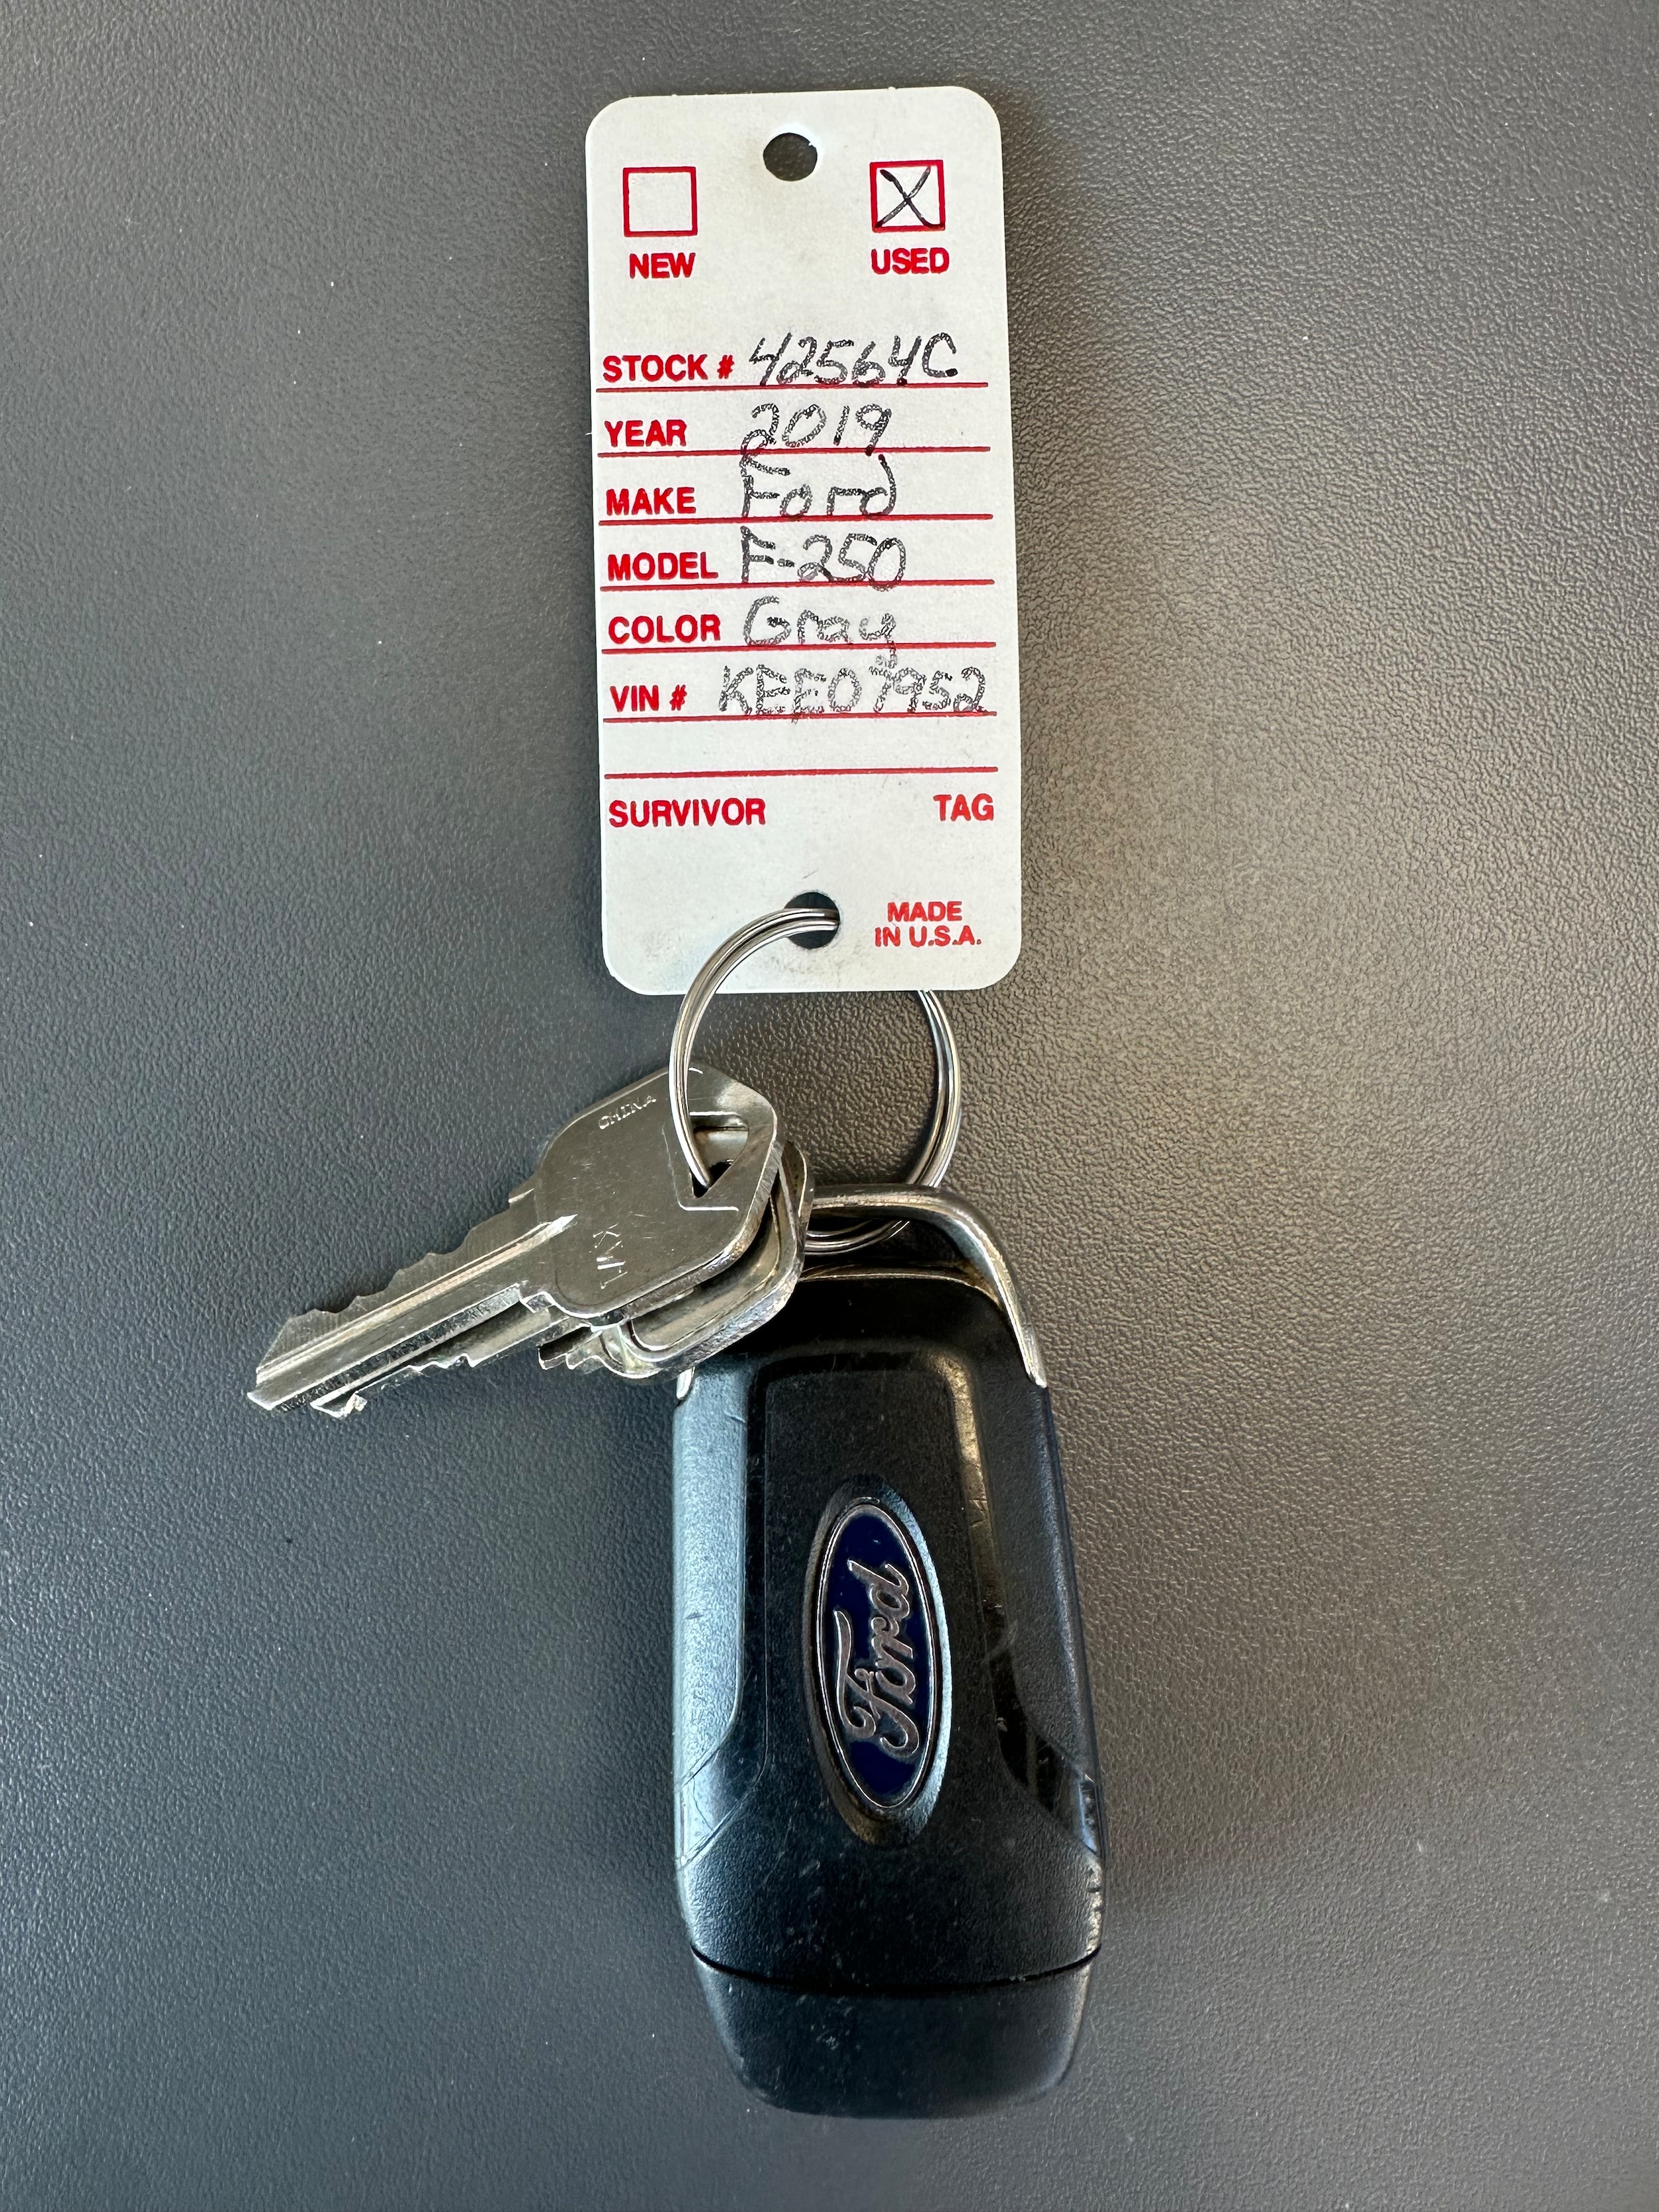 NEW USED
STOCK # 42564C
YEAR 2019
MAKE Ford
MODEL F-250
COLOR Gray
VIN # KEE07952
SURVIVOR TAG
MADE
IN U.S.A.
CHINA
Ford